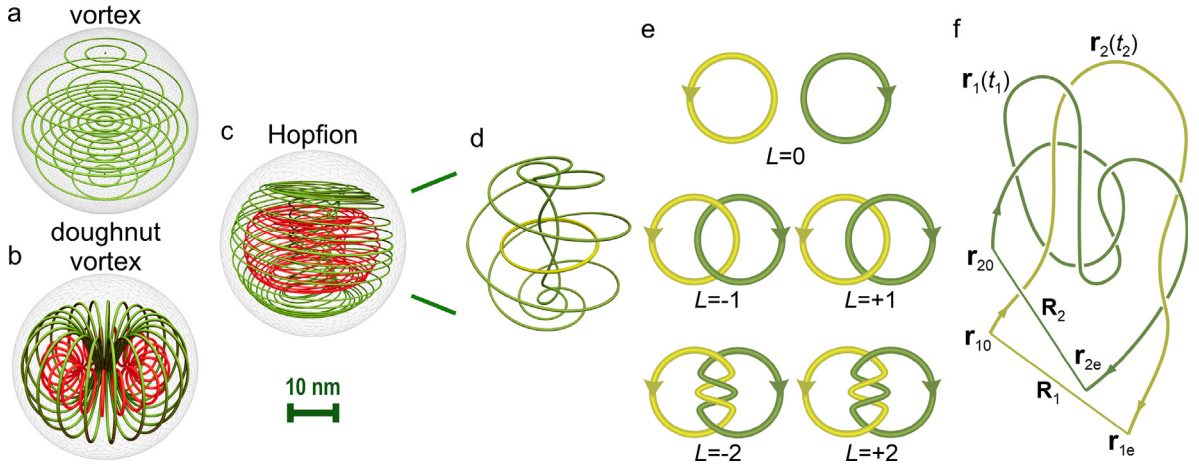 a
vortex
b
doughnut
vortex
c
Hopfion
10 nm
d
e
L=0
L=-1
L=+1
L=-2
L=+2
f
r₂(t₂)
r₁(t₁)
r₂₀
R₂
r₁₀
r₂ₑ
R₁
r₁ₑ